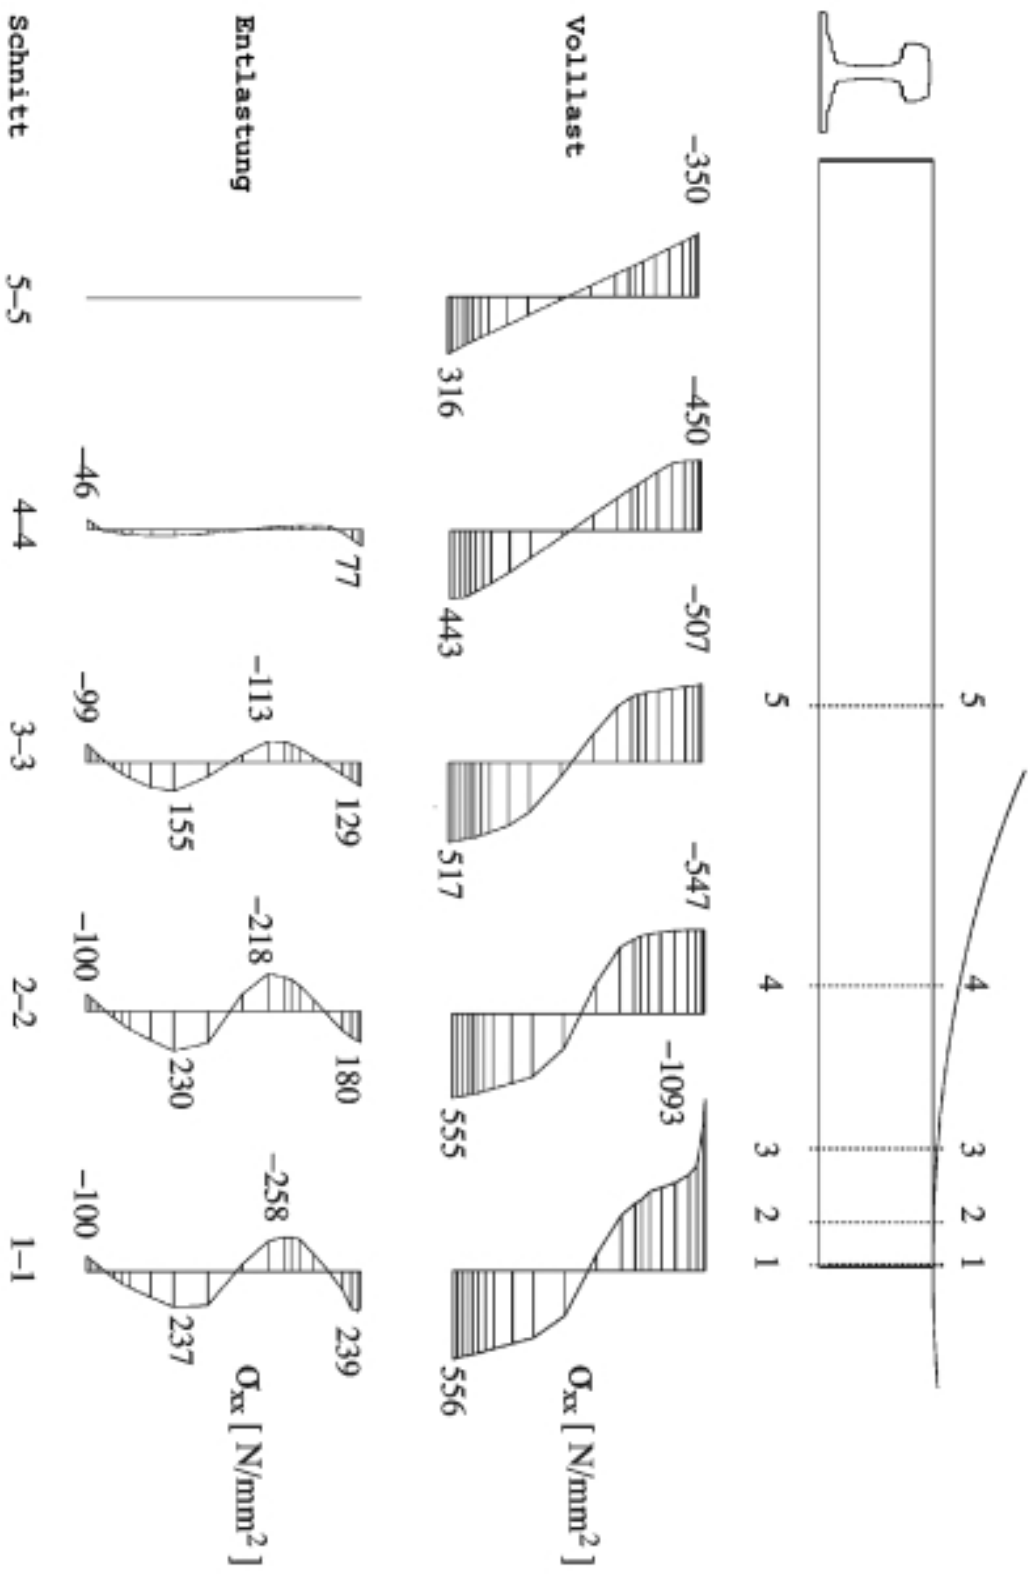 5 4 3 2 1
5 4 3 2 1
Volllast
−350 −450 −507 −547 −1093
316 443 517 555 556
σxx [ N/mm² ]
Entlastung
−46 −113 −99 −218 −100 −258 −100
77 155 129 230 180 237 239
σxx [ N/mm² ]
Schnitt 5−5 4−4 3−3 2−2 1−1